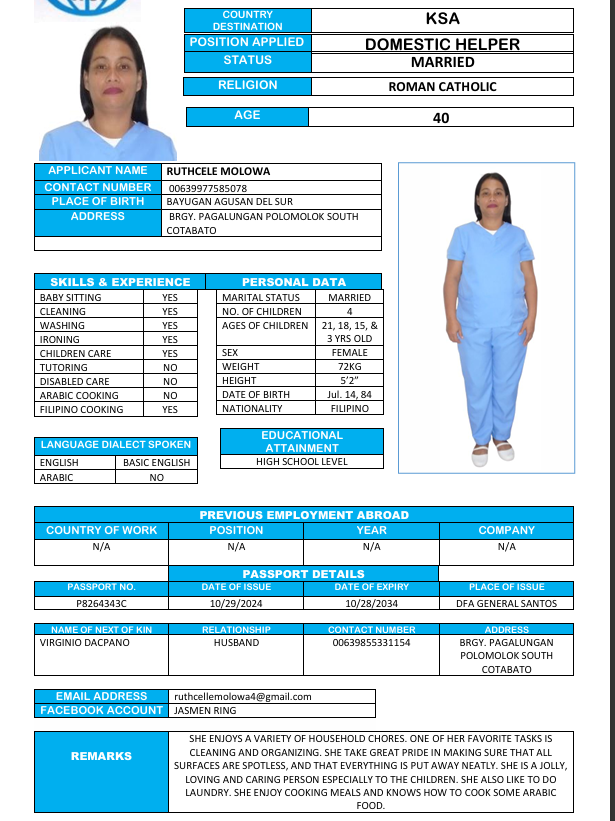 COUNTRY DESTINATION KSA
POSITION APPLIED DOMESTIC HELPER
STATUS MARRIED
RELIGION ROMAN CATHOLIC
AGE 40
APPLICANT NAME RUTHCELE MOLOWA
CONTACT NUMBER 00639977585078
PLACE OF BIRTH BAYUGAN AGUSAN DEL SUR
ADDRESS BRGY. PAGALUNGAN POLOMOLOK SOUTH
COTABATO
SKILLS & EXPERIENCE
BABY SITTING YES
CLEANING YES
WASHING YES
IRONING YES
CHILDREN CARE YES
TUTORING NO
DISABLED CARE NO
ARABIC COOKING NO
FILIPINO COOKING YES
PERSONAL DATA
MARITAL STATUS MARRIED
NO. OF CHILDREN 4
AGES OF CHILDREN 21, 18, 15, &
3 YRS OLD
SEX FEMALE
WEIGHT 72KG
HEIGHT 5’2”
DATE OF BIRTH Jul. 14, 84
NATIONALITY FILIPINO
LANGUAGE DIALECT SPOKEN
ENGLISH BASIC ENGLISH
ARABIC NO
EDUCATIONAL
ATTAINMENT
HIGH SCHOOL LEVEL
PREVIOUS EMPLOYMENT ABROAD
COUNTRY OF WORK POSITION YEAR COMPANY
N/A N/A N/A N/A
PASSPORT DETAILS
PASSPORT NO. DATE OF ISSUE DATE OF EXPIRY PLACE OF ISSUE
P8264343C 10/29/2024 10/28/2034 DFA GENERAL SANTOS
NAME OF NEXT OF KIN RELATIONSHIP CONTACT NUMBER ADDRESS
VIRGINIO DACPANO HUSBAND 00639855331154 BRGY. PAGALUNGAN
POLOMOLOK SOUTH
COTABATO
EMAIL ADDRESS ruthcellemolowa4@gmail.com
FACEBOOK ACCOUNT JASMEN RING
REMARKS
SHE ENJOYS A VARIETY OF HOUSEHOLD CHORES. ONE OF HER FAVORITE TASKS IS
CLEANING AND ORGANIZING. SHE TAKE GREAT PRIDE IN MAKING SURE THAT ALL
SURFACES ARE SPOTLESS, AND THAT EVERYTHING IS PUT AWAY NEATLY. SHE IS A JOLLY,
LOVING AND CARING PERSON ESPECIALLY TO THE CHILDREN. SHE ALSO LIKE TO DO
LAUNDRY. SHE ENJOY COOKING MEALS AND KNOWS HOW TO COOK SOME ARABIC
FOOD.